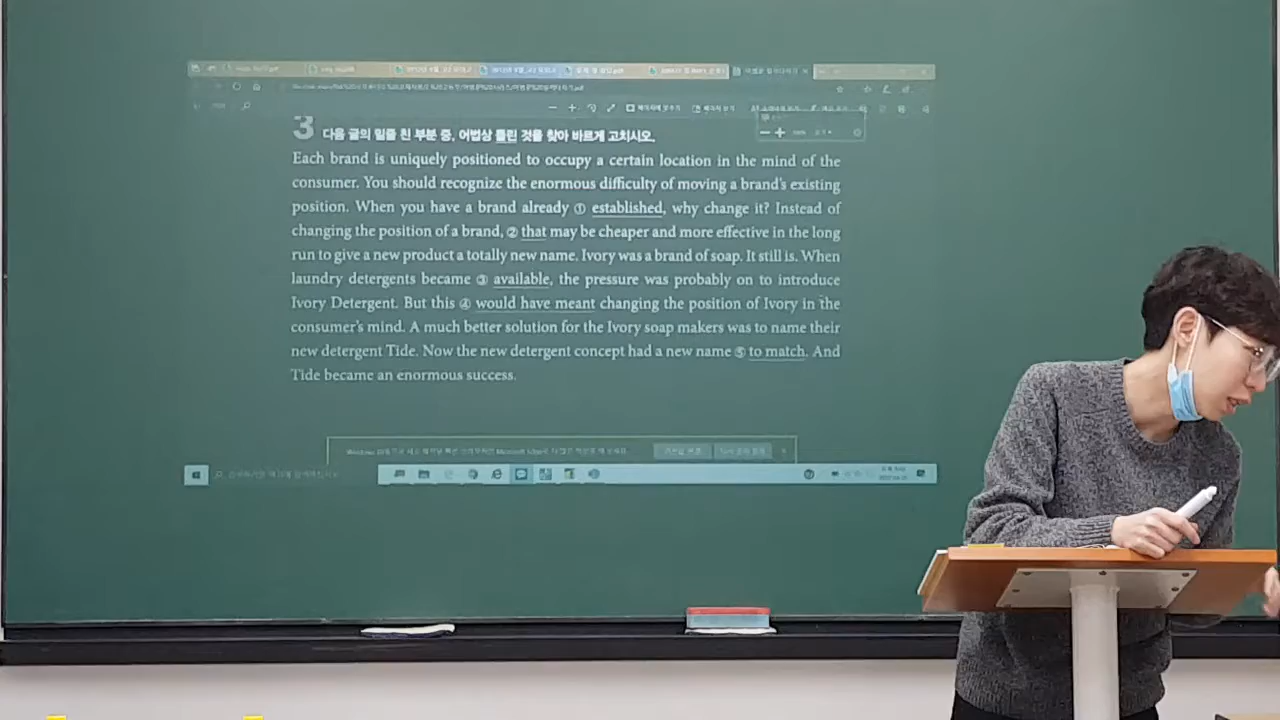 3 다음 글의 밑줄 친 부분 중, 어법상 틀린 것을 찾아 바르게 고치시오.
Each brand is uniquely positioned to occupy a certain location in the mind of the
consumer. You should recognize the enormous difficulty of moving a brand's existing
position. When you have a brand already ① established, why change it? Instead of
changing the position of a brand, ② that may be cheaper and more effective in the long
run to give a new product a totally new name. Ivory was a brand of soap. It still is. When
laundry detergents became ③ available, the pressure was probably on to introduce
Ivory Detergent. But this ④ would have meant changing the position of Ivory in the
consumer's mind. A much better solution for the Ivory soap makers was to name their
new detergent Tide. Now the new detergent concept had a new name ⑤ to match. And
Tide became an enormous success.